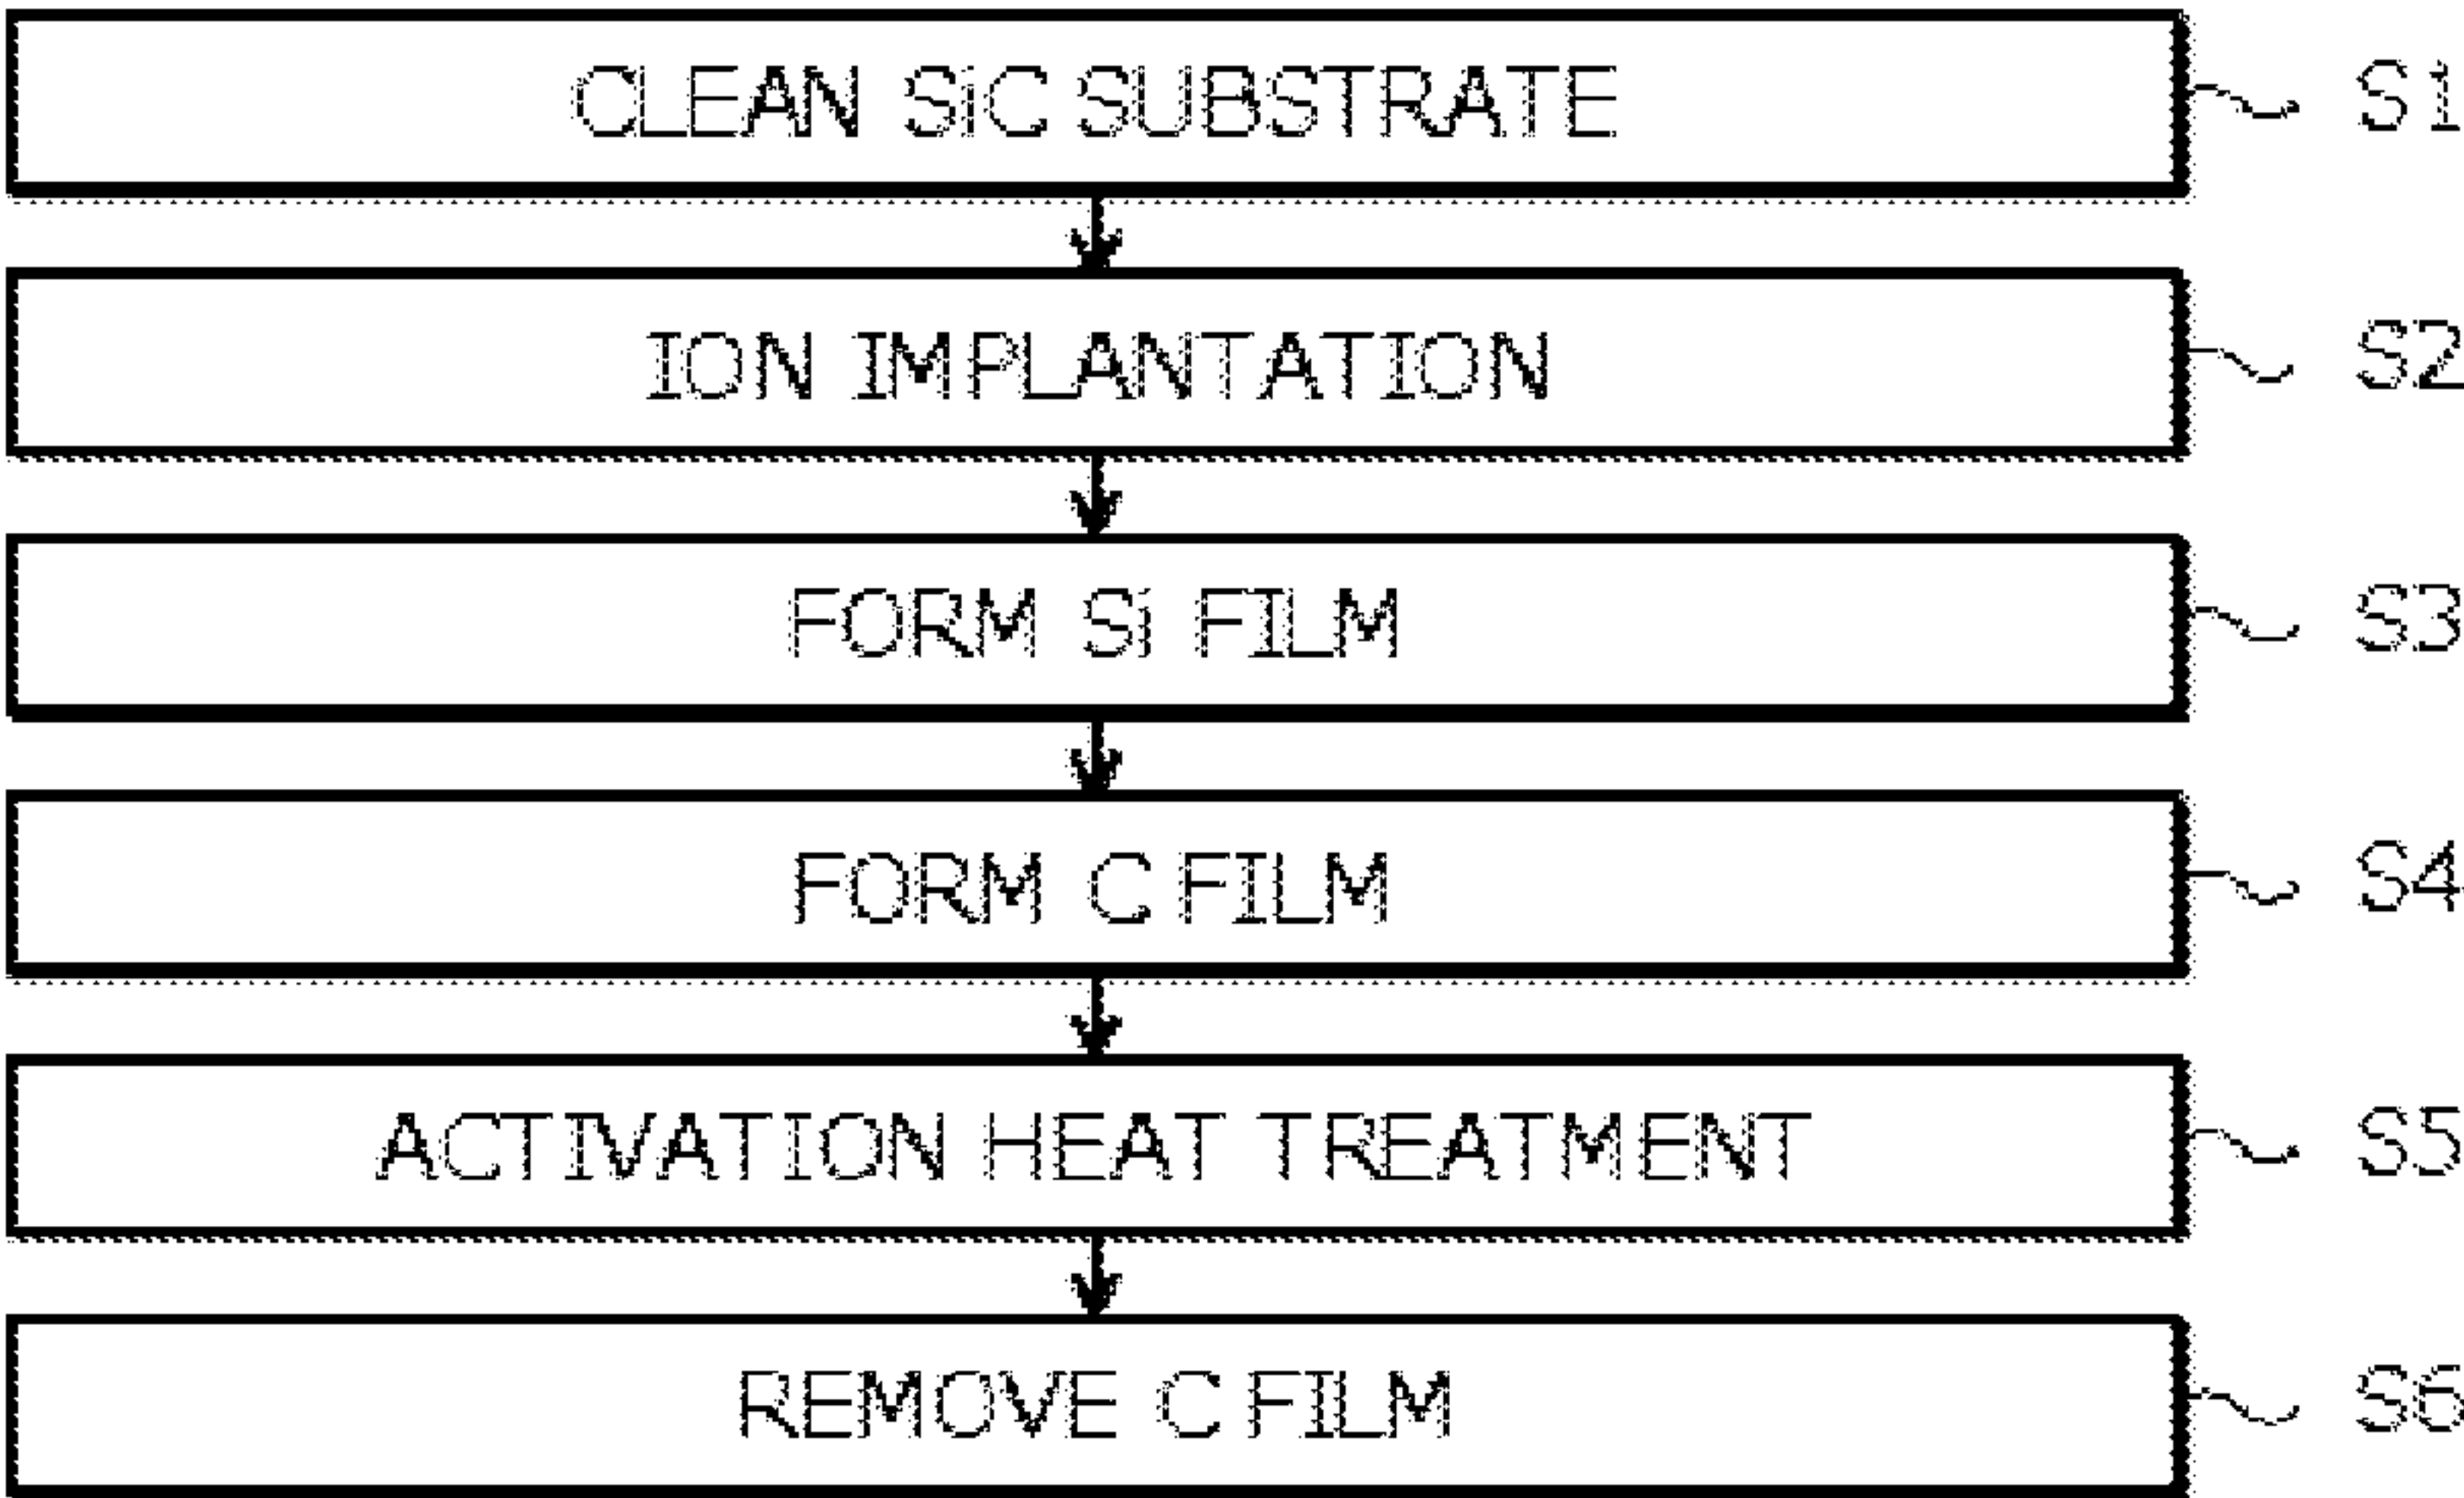 CLEAN SiC SUBSTRATE S1
ION IMPLANTATION S2
FORM Si FILM S3
FORM C FILM S4
ACTIVATION HEAT TREATMENT S5
REMOVE C FILM S6